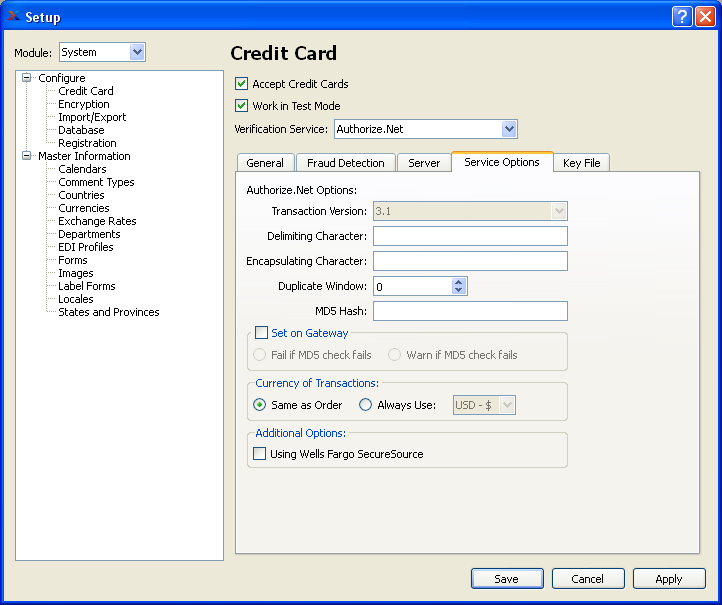 Setup
Module: System
Configure
Credit Card
Encryption
Import/Export
Database
Registration
Master Information
Calendars
Comment Types
Countries
Currencies
Exchange Rates
Departments
EDI Profiles
Forms
Images
Label Forms
Locales
States and Provinces
Credit Card
Accept Credit Cards
Work in Test Mode
Verification Service: Authorize.Net
General Fraud Detection Server Service Options Key File
Authorize.Net Options:
Transaction Version: 3.1
Delimiting Character:
Encapsulating Character:
Duplicate Window: 0
MD5 Hash:
Set on Gateway
Fail if MD5 check fails Warn if MD5 check fails
Currency of Transactions:
Same as Order Always Use: USD - $
Additional Options:
Using Wells Fargo SecureSource
Save Cancel Apply